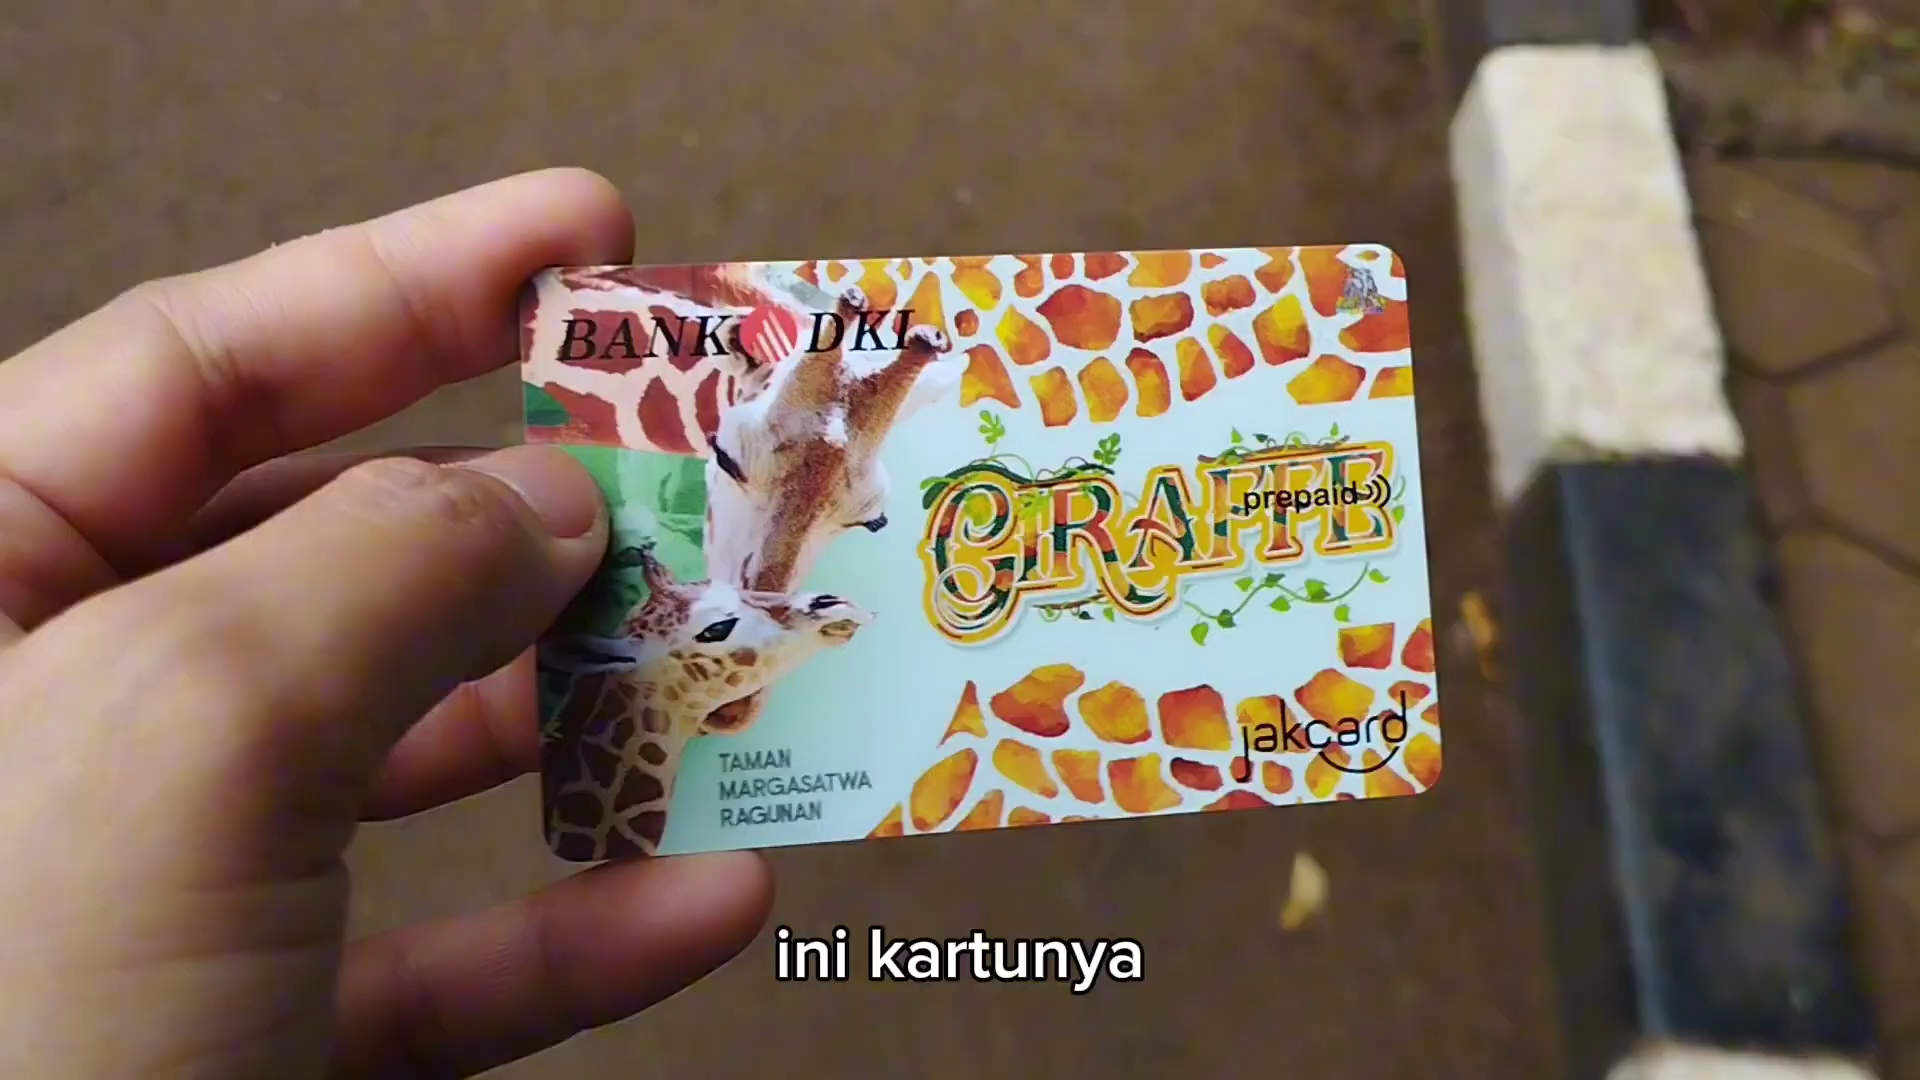 BANK DKI
GIRAFFE
prepaid
jakcard
TAMAN
MARGASATWA
RAGUNAN
ini kartunya